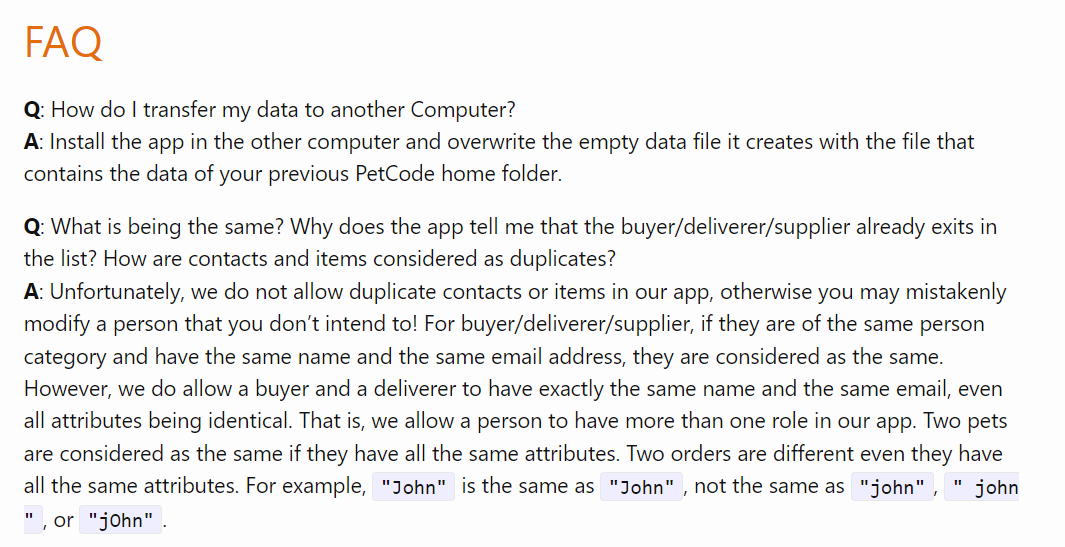 FAQ
Q: How do I transfer my data to another Computer?
A: Install the app in the other computer and overwrite the empty data file it creates with the file that
contains the data of your previous PetCode home folder.
Q: What is being the same? Why does the app tell me that the buyer/deliverer/supplier already exits in
the list? How are contacts and items considered as duplicates?
A: Unfortunately, we do not allow duplicate contacts or items in our app, otherwise you may mistakenly
modify a person that you don’t intend to! For buyer/deliverer/supplier, if they are of the same person
category and have the same name and the same email address, they are considered as the same.
However, we do allow a buyer and a deliverer to have exactly the same name and the same email, even
all attributes being identical. That is, we allow a person to have more than one role in our app. Two pets
are considered as the same if they have all the same attributes. Two orders are different even they have
all the same attributes. For example, "John" is the same as "John", not the same as "john", " john
", or "jOhn".